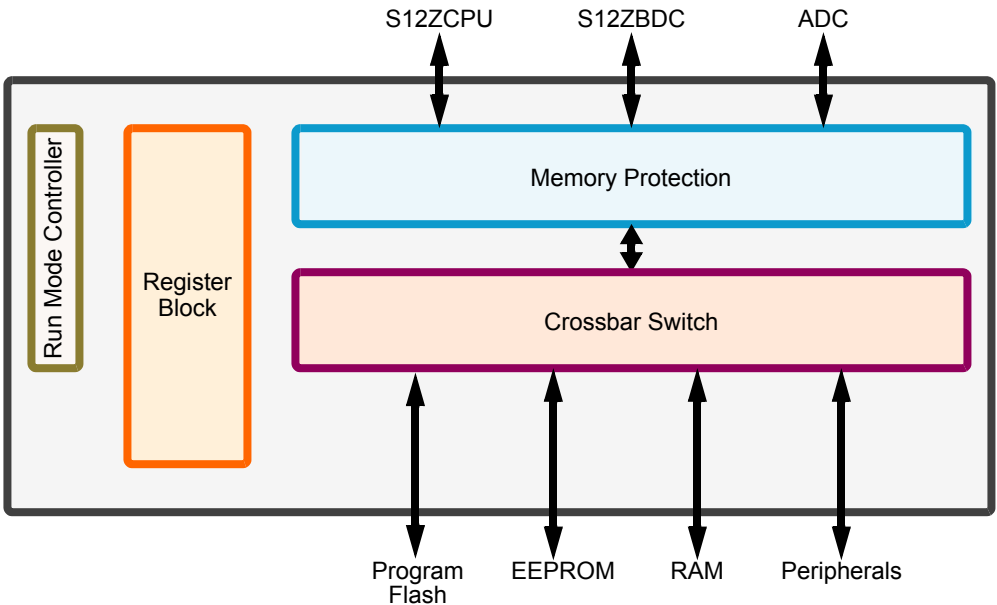 S12ZCPU
S12ZBDC
ADC
Run Mode Controller
Register
Block
Memory Protection
Crossbar Switch
Program
Flash
EEPROM
RAM
Peripherals